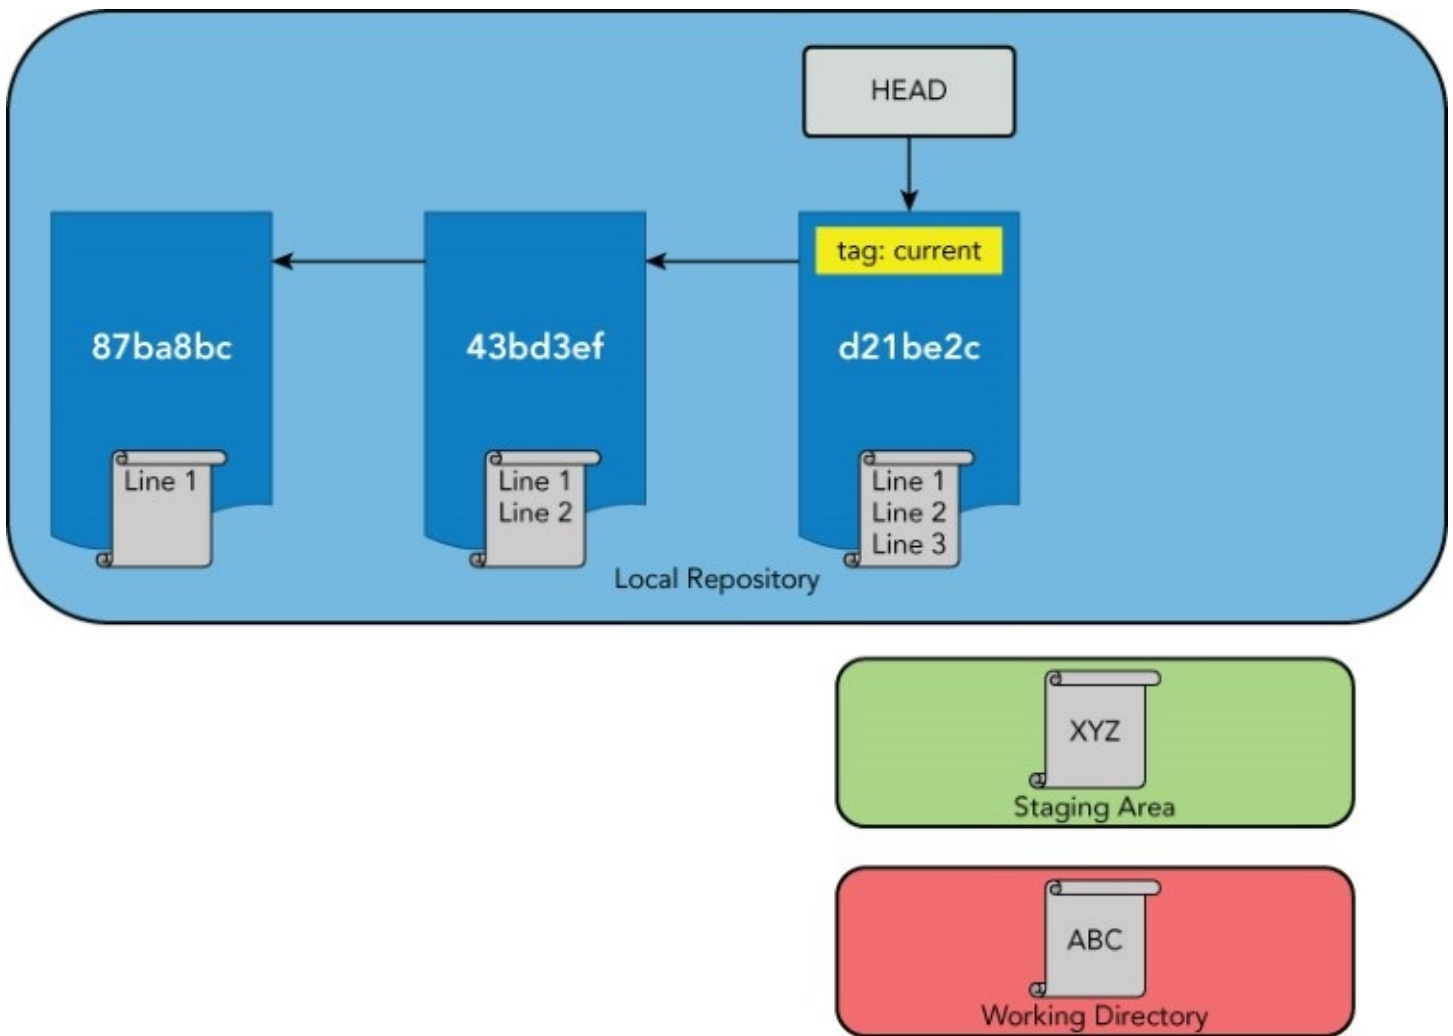 HEAD
tag: current
87ba8bc
43bd3ef
d21be2c
Line 1
Line 1
Line 2
Line 1
Line 2
Line 3
Local Repository
XYZ
Staging Area
ABC
Working Directory